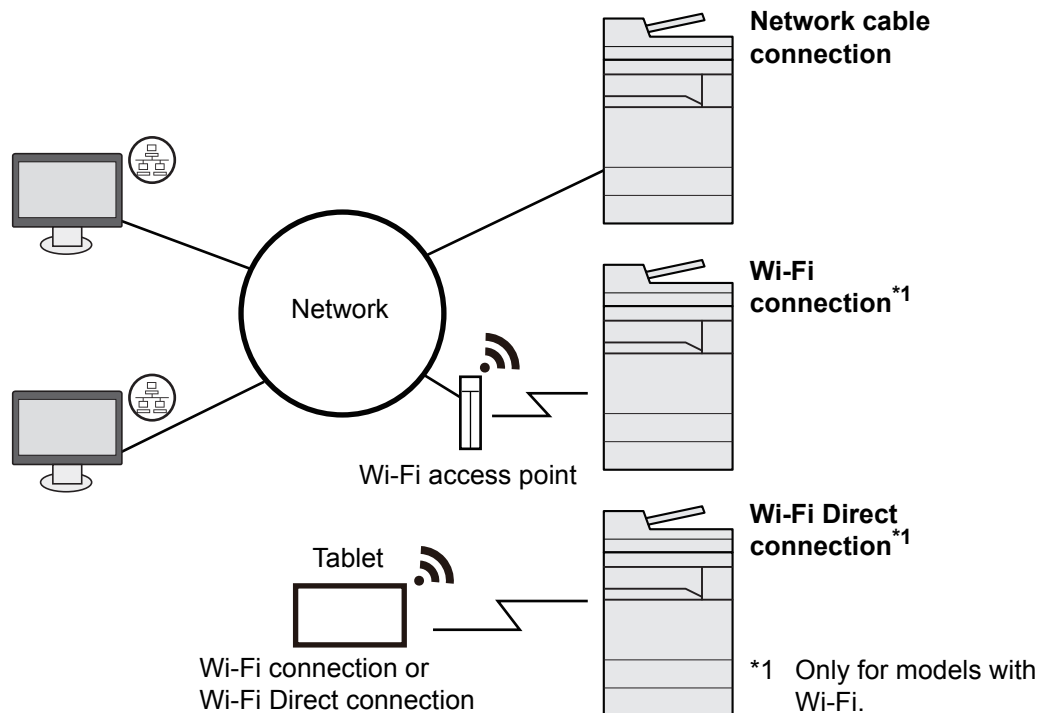 Network cable
connection
Network
Wi-Fi
connection*1
Wi-Fi access point
Wi-Fi Direct
connection*1
Tablet
Wi-Fi connection or
Wi-Fi Direct connection
*1 Only for models with
Wi-Fi.